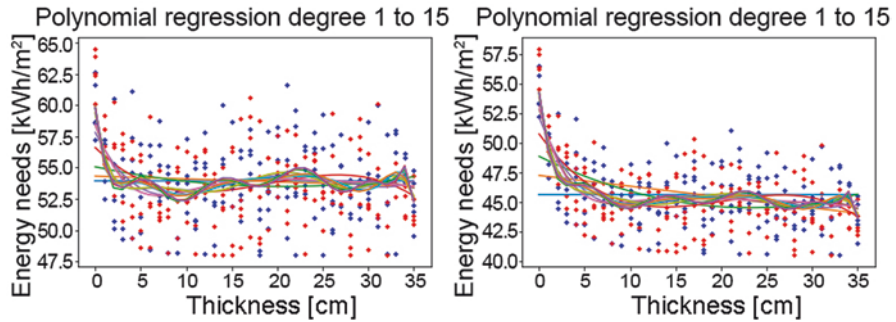 Polynomial regression degree 1 to 15
Energy needs [kWh/m²]
65.0
62.5
60.0
57.5
55.0
52.5
50.0
47.5
0 5 10 15 20 25 30 35
Thickness [cm]
Polynomial regression degree 1 to 15
Energy needs [kWh/m²]
57.5
55.0
52.5
50.0
47.5
45.0
42.5
40.0
0 5 10 15 20 25 30 35
Thickness [cm]